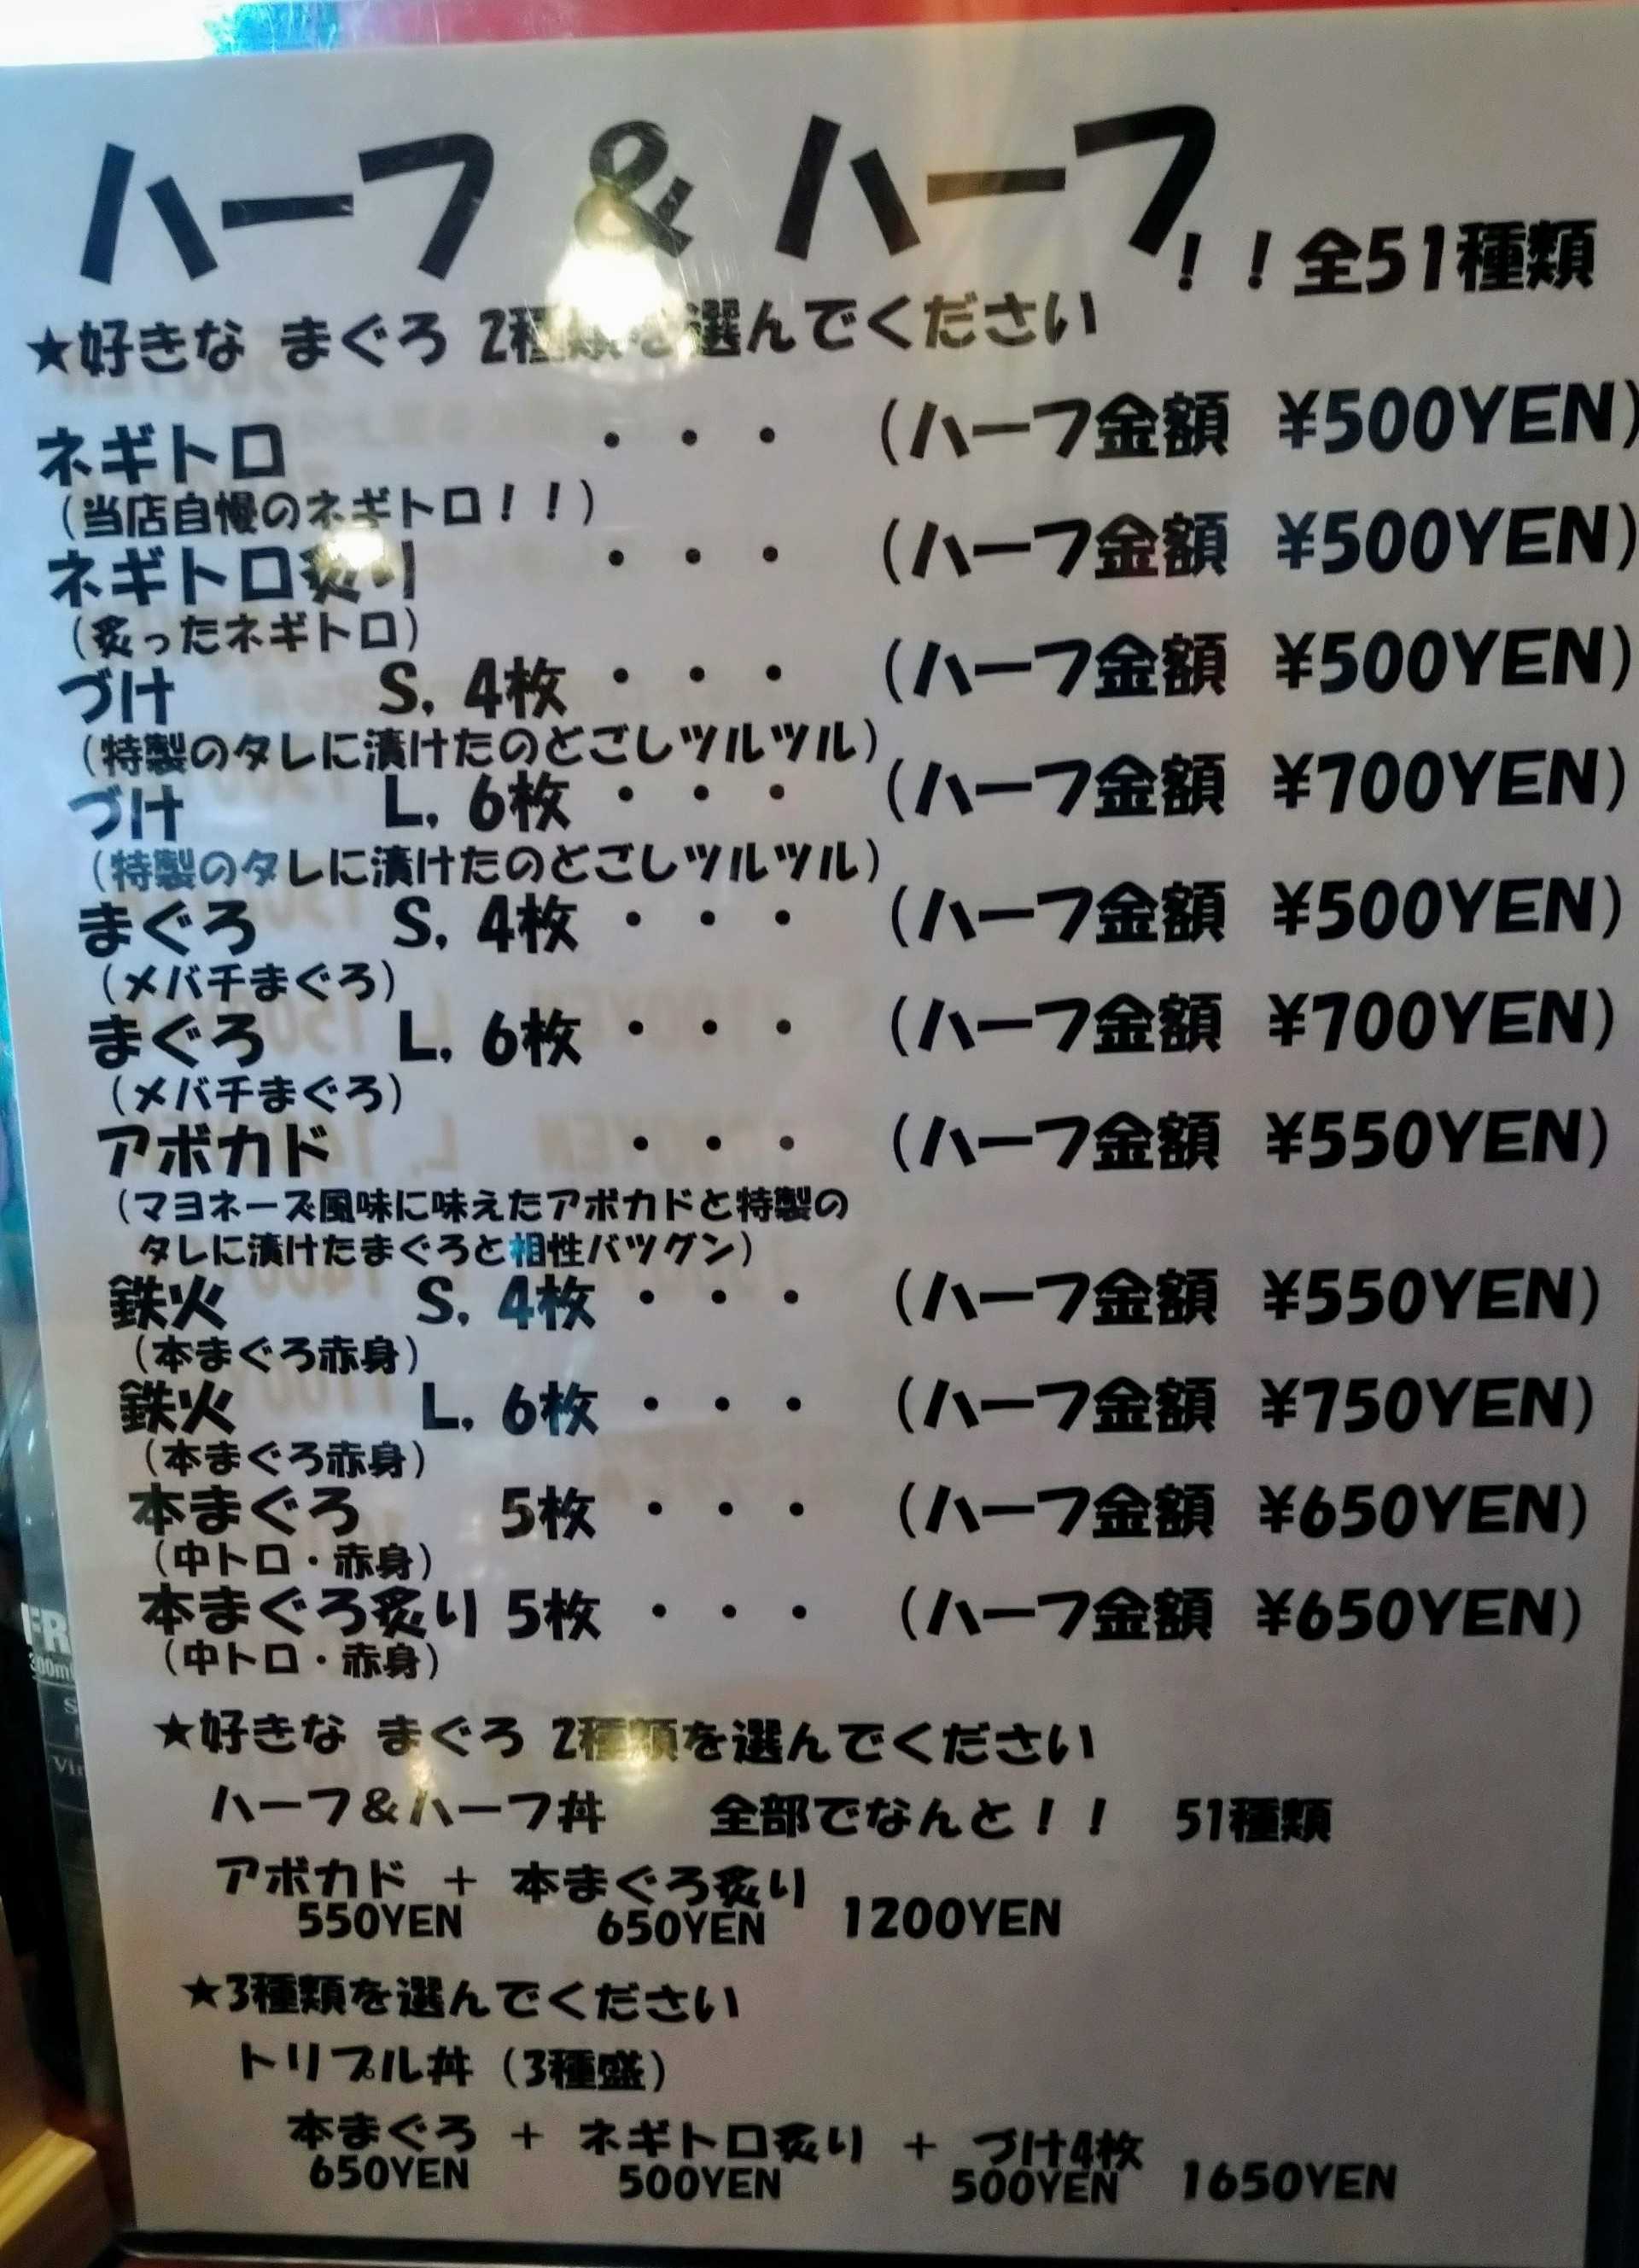 ハーフ & ハーフ！！全51種類
★好きな まぐろ 2種類を選んでください
ネギトロ ・・・ (ハーフ金額 ¥500YEN)
(当店自慢のネギトロ！！)
ネギトロ炙り ・・・ (ハーフ金額 ¥500YEN)
(炙ったネギトロ)
づけ S, 4枚 ・・・ (ハーフ金額 ¥500YEN)
(特製のタレに漬けたのどごしツルツル)
づけ L, 6枚 ・・・ (ハーフ金額 ¥700YEN)
(特製のタレに漬けたのどごしツルツル)
まぐろ S, 4枚 ・・・ (ハーフ金額 ¥500YEN)
(メバチまぐろ)
まぐろ L, 6枚 ・・・ (ハーフ金額 ¥700YEN)
(メバチまぐろ)
アボカド ・・・ (ハーフ金額 ¥550YEN)
(マヨネーズ風味に味えたアボカドと特製の
タレに漬けたまぐろと相性バツグン)
鉄火 S, 4枚 ・・・ (ハーフ金額 ¥550YEN)
(本まぐろ赤身)
鉄火 L, 6枚 ・・・ (ハーフ金額 ¥750YEN)
(本まぐろ赤身)
本まぐろ 5枚 ・・・ (ハーフ金額 ¥650YEN)
(中トロ・赤身)
本まぐろ炙り 5枚 ・・・ (ハーフ金額 ¥650YEN)
(中トロ・赤身)
★好きな まぐろ 2種類を選んでください
ハーフ&ハーフ丼 全部でなんと！！ 51種類
アボカド + 本まぐろ炙り
550YEN 650YEN 1200YEN
★3種類を選んでください
トリプル丼 (3種盛)
本まぐろ + ネギトロ炙り + づけ4枚
650YEN 500YEN 500YEN 1650YEN